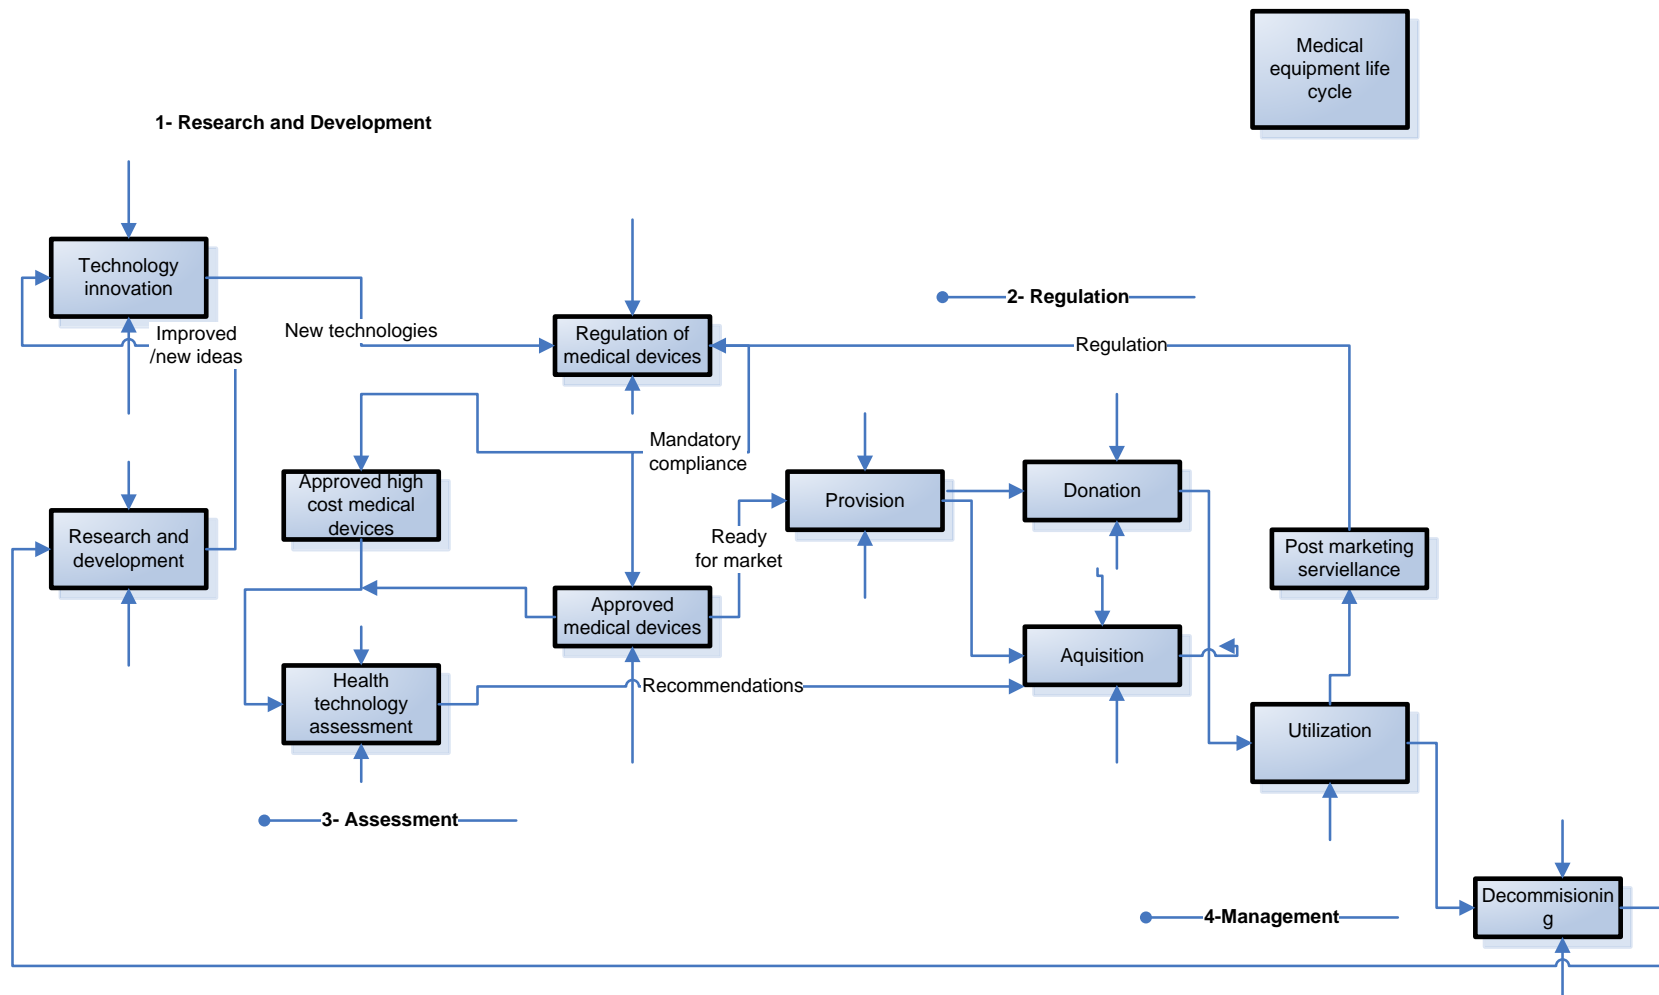 Medical
equipment life
cycle
1- Research and Development
Technology
innovation
Improved
/new ideas
New technologies
Regulation of
medical devices
2- Regulation
Regulation
Mandatory
compliance
Approved high
cost medical
devices
Provision
Donation
Research and
development
Ready
for market
Post marketing
serviellance
Approved
medical devices
Aquisition
Health
technology
assessment
Recommendations
Utilization
3- Assessment
4-Management
Decommisionin
g